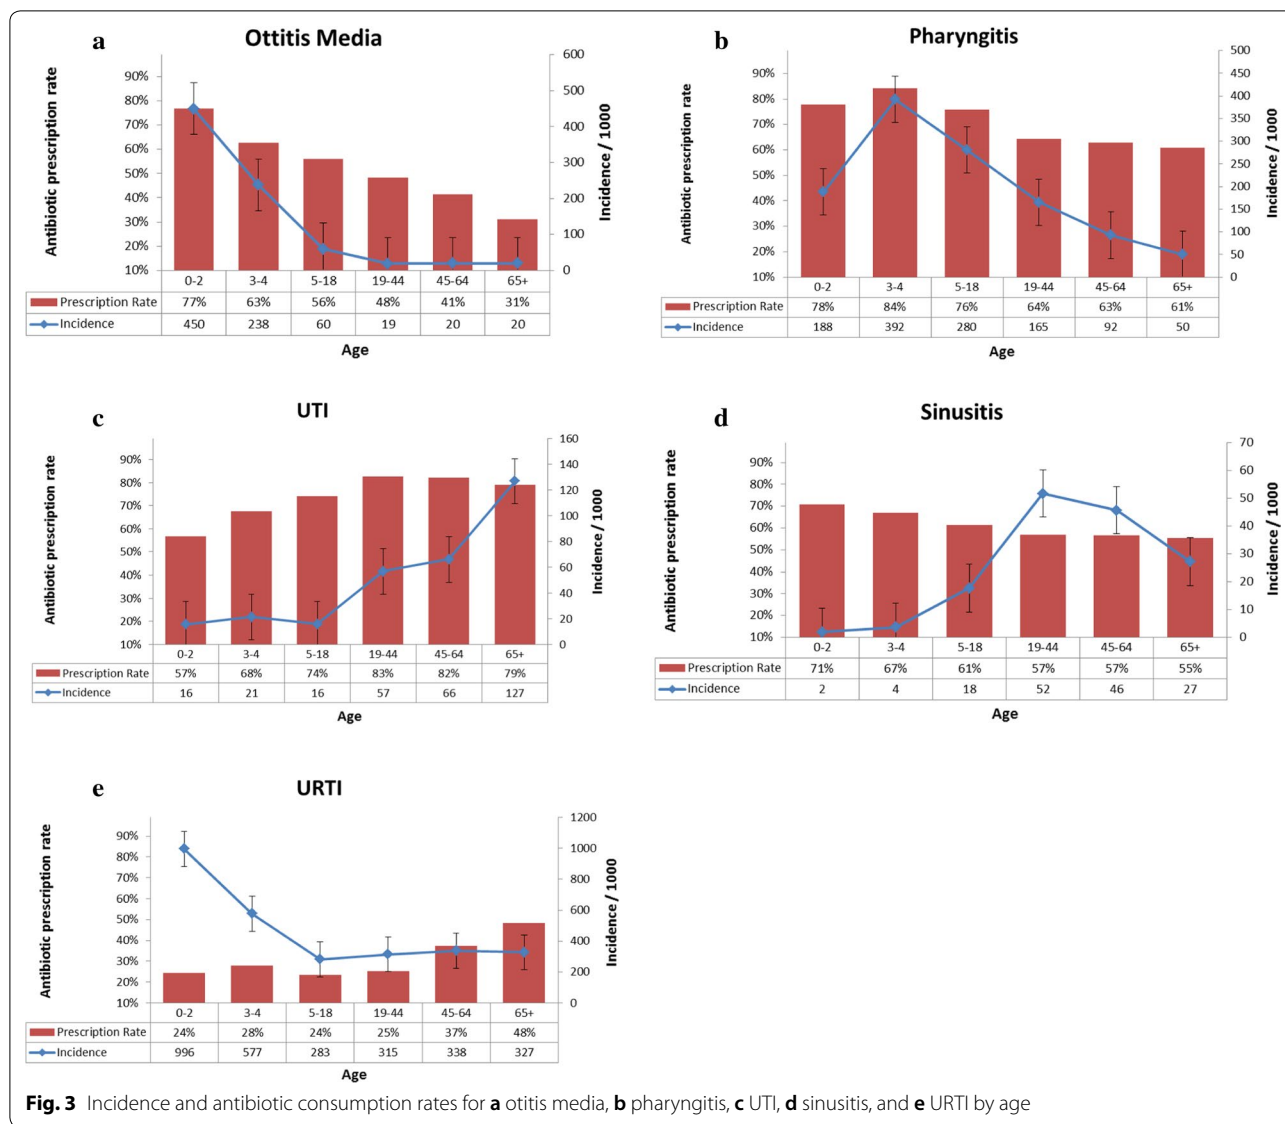 a
Ottitis Media
Antibiotic prescription rate
90%
80%
70%
60%
50%
40%
30%
20%
10%
600
500
400
300
200
100
0
Incidence / 1000
0-2 3-4 5-18 19-44 45-64 65+
Prescription Rate 77% 63% 56% 48% 41% 31%
Incidence 450 238 60 19 20 20
Age
b
Pharyngitis
Antibiotic prescription rate
90%
80%
70%
60%
50%
40%
30%
20%
10%
500
450
400
350
300
250
200
150
100
50
0
Incidence / 1000
0-2 3-4 5-18 19-44 45-64 65+
Prescription Rate 78% 84% 76% 64% 63% 61%
Incidence 188 392 280 165 92 50
Age
c
UTI
Antibiotic prescription rate
90%
80%
70%
60%
50%
40%
30%
20%
10%
160
140
120
100
80
60
40
20
0
Incidence / 1000
0-2 3-4 5-18 19-44 45-64 65+
Prescription Rate 57% 68% 74% 83% 82% 79%
Incidence 16 21 16 57 66 127
Age
d
Sinusitis
Antibiotic prescription rate
90%
80%
70%
60%
50%
40%
30%
20%
10%
70
60
50
40
30
20
10
0
Incidence / 1000
0-2 3-4 5-18 19-44 45-64 65+
Prescription Rate 71% 67% 61% 57% 57% 55%
Incidence 2 4 18 52 46 27
Age
e
URTI
Antibiotic prescription rate
90%
80%
70%
60%
50%
40%
30%
20%
10%
1200
1000
800
600
400
200
0
Incidence / 1000
0-2 3-4 5-18 19-44 45-64 65+
Prescription Rate 24% 28% 24% 25% 37% 48%
Incidence 996 577 283 315 338 327
Age
Fig. 3 Incidence and antibiotic consumption rates for a otitis media, b pharyngitis, c UTI, d sinusitis, and e URTI by age